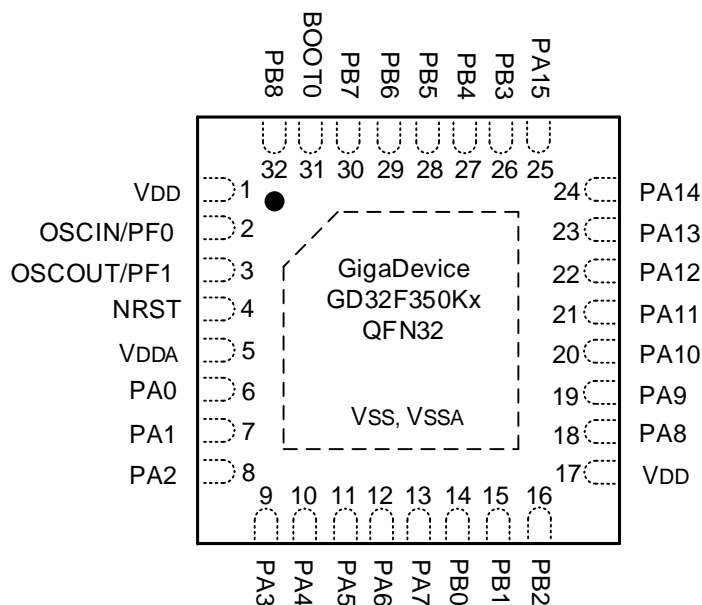 PB8
BOOT0
PB7
PB6
PB5
PB4
PB3
PA15
32 31 30 29 28 27 26 25
VDD 1
OSCIN/PF0 2
OSCOUT/PF1 3
NRST 4
VDDA 5
PA0 6
PA1 7
PA2 8
GigaDevice
GD32F350Kx
QFN32
VSS, VSSA
24 PA14
23 PA13
22 PA12
21 PA11
20 PA10
19 PA9
18 PA8
17 VDD
9 10 11 12 13 14 15 16
PA3
PA4
PA5
PA6
PA7
PB0
PB1
PB2